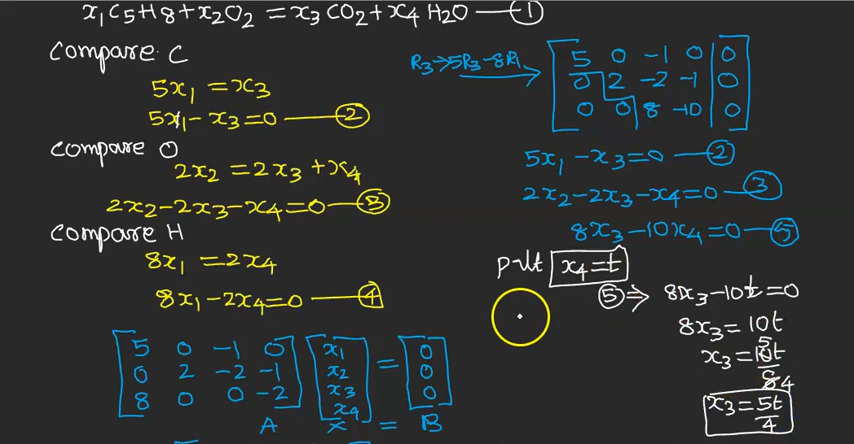 x₁C5H8 + x₂O₂ = x₃CO₂ + x₄H₂O —①
Compare C
5x₁ = x₃
5x₁ - x₃ = 0 —②
Compare O
2x₂ = 2x₃ + x₄
2x₂ - 2x₃ - x₄ = 0 —③
Compare H
8x₁ = 2x₄
8x₁ - 2x₄ = 0 —④
5 0 -1 0 x₁ 0
0 2 -2 -1 x₂ = 0
8 0 0 -2 x₃ 0
x₄
A X = B
R₃→5R₃-8R₁
5 0 -1 0 0
0 2 -2 -1 0
0 0 8 -10 0
5x₁ - x₃ = 0 —②
2x₂ - 2x₃ - x₄ = 0 —③
8x₃ - 10x₄ = 0 —⑤
put x₄ = t
⑤ ⇒ 8x₃ - 10t = 0
8x₃ = 10t
5
x₃ = 10t
8 4
x₃ = 5t/4